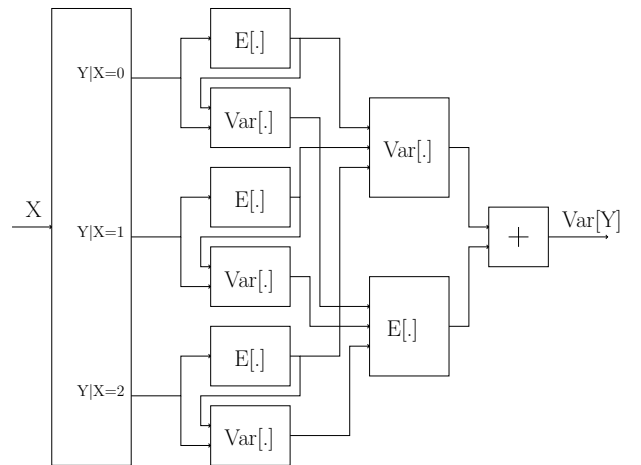 X
Y|X=0
E[.]
Var[.]
Y|X=1
E[.]
Var[.]
Y|X=2
E[.]
Var[.]
Var[.]
E[.]
+
Var[Y]